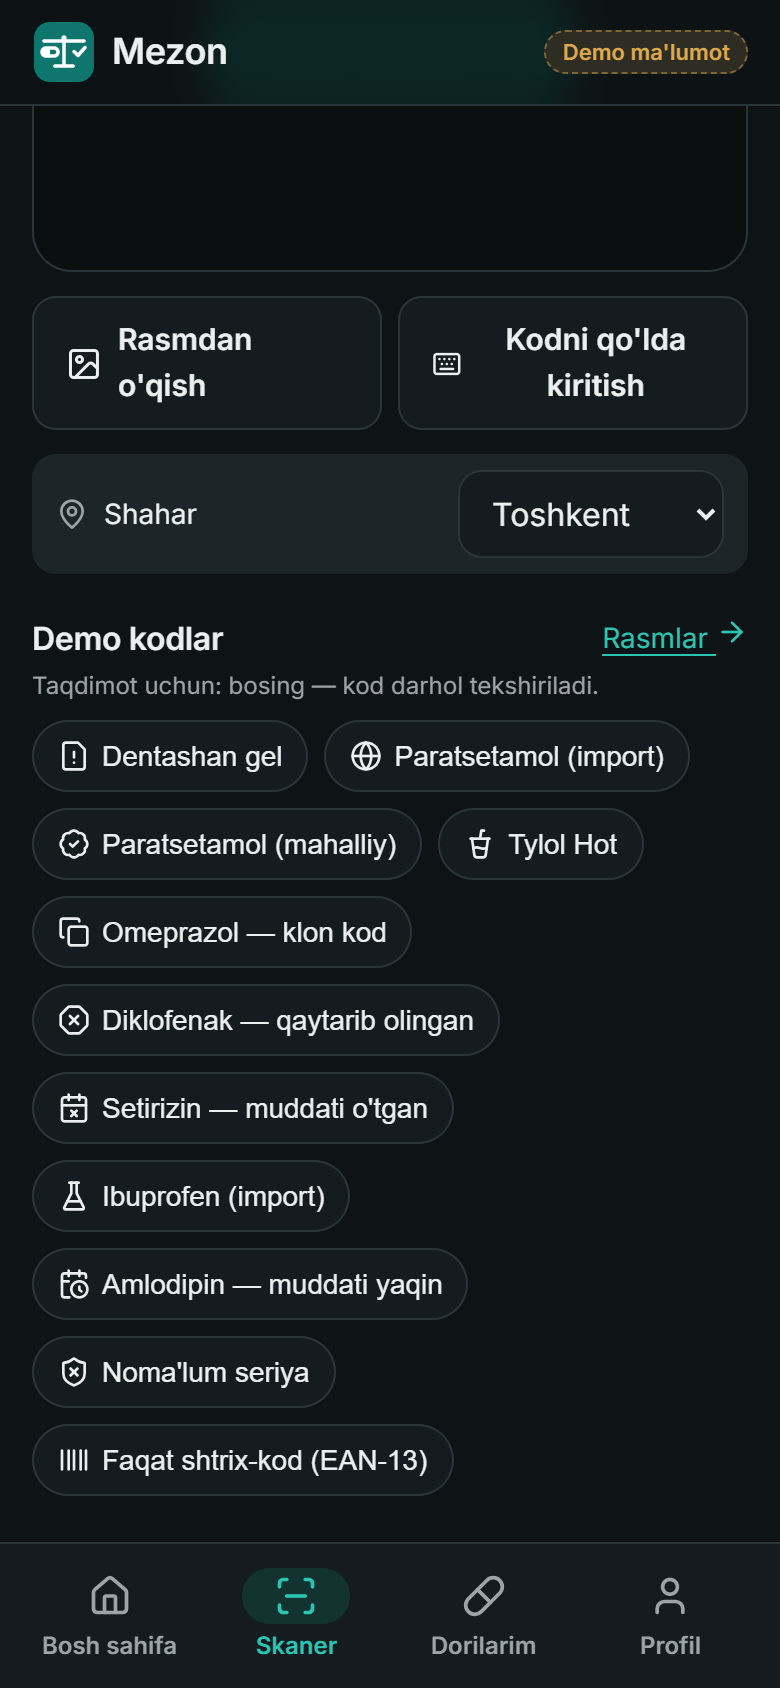 Mezon
Demo ma'lumot
Rasmdan
o'qish
Kodni qo'lda
kiritish
Shahar
Toshkent
Demo kodlar
Rasmlar
Taqdimot uchun: bosing — kod darhol tekshiriladi.
Dentashan gel
Paratsetamol (import)
Paratsetamol (mahalliy)
Tylol Hot
Omeprazol — klon kod
Diklofenak — qaytarib olingan
Setirizin — muddati o'tgan
Ibuprofen (import)
Amlodipin — muddati yaqin
Noma'lum seriya
Faqat shtrix-kod (EAN-13)
Bosh sahifa
Skaner
Dorilarim
Profil